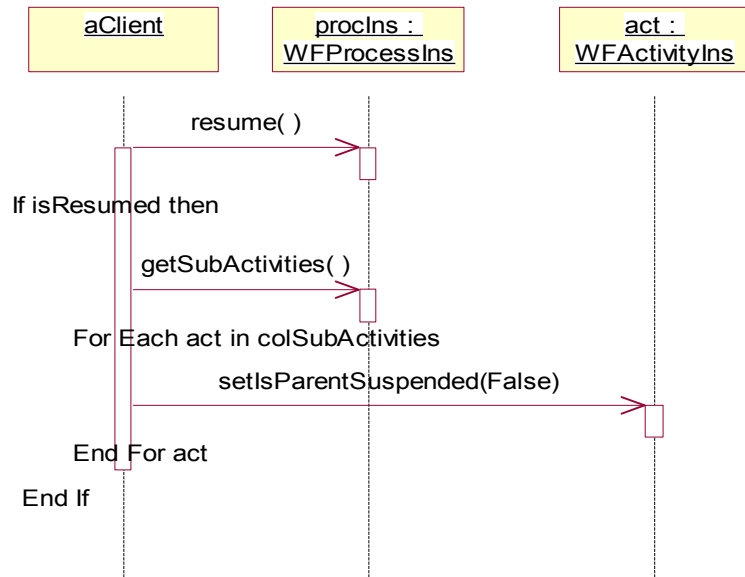 aClient
procIns :
WFProcessIns
act :
WFActivityIns
resume( )
If isResumed then
getSubActivities( )
For Each act in colSubActivities
setIsParentSuspended(False)
End For act
End If